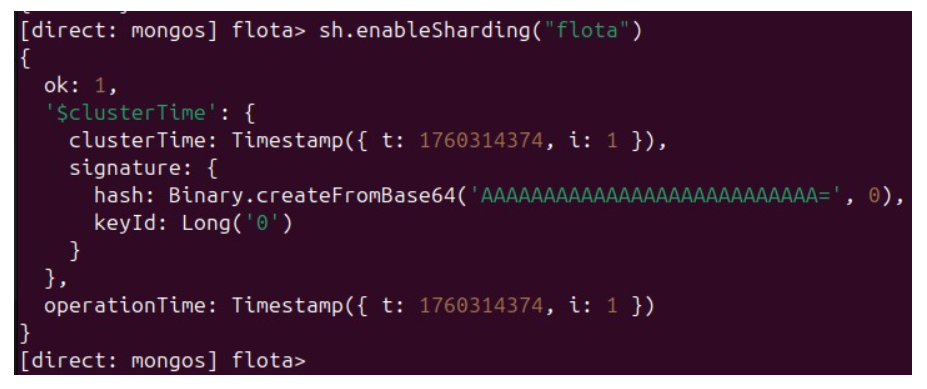 [direct: mongos] flota> sh.enableSharding("flota")
{
  ok: 1,
  '$clusterTime': {
    clusterTime: Timestamp({ t: 1760314374, i: 1 }),
    signature: {
      hash: Binary.createFromBase64('AAAAAAAAAAAAAAAAAAAAAAAAAAA=', 0),
      keyId: Long('0')
    }
  },
  operationTime: Timestamp({ t: 1760314374, i: 1 })
}
[direct: mongos] flota>